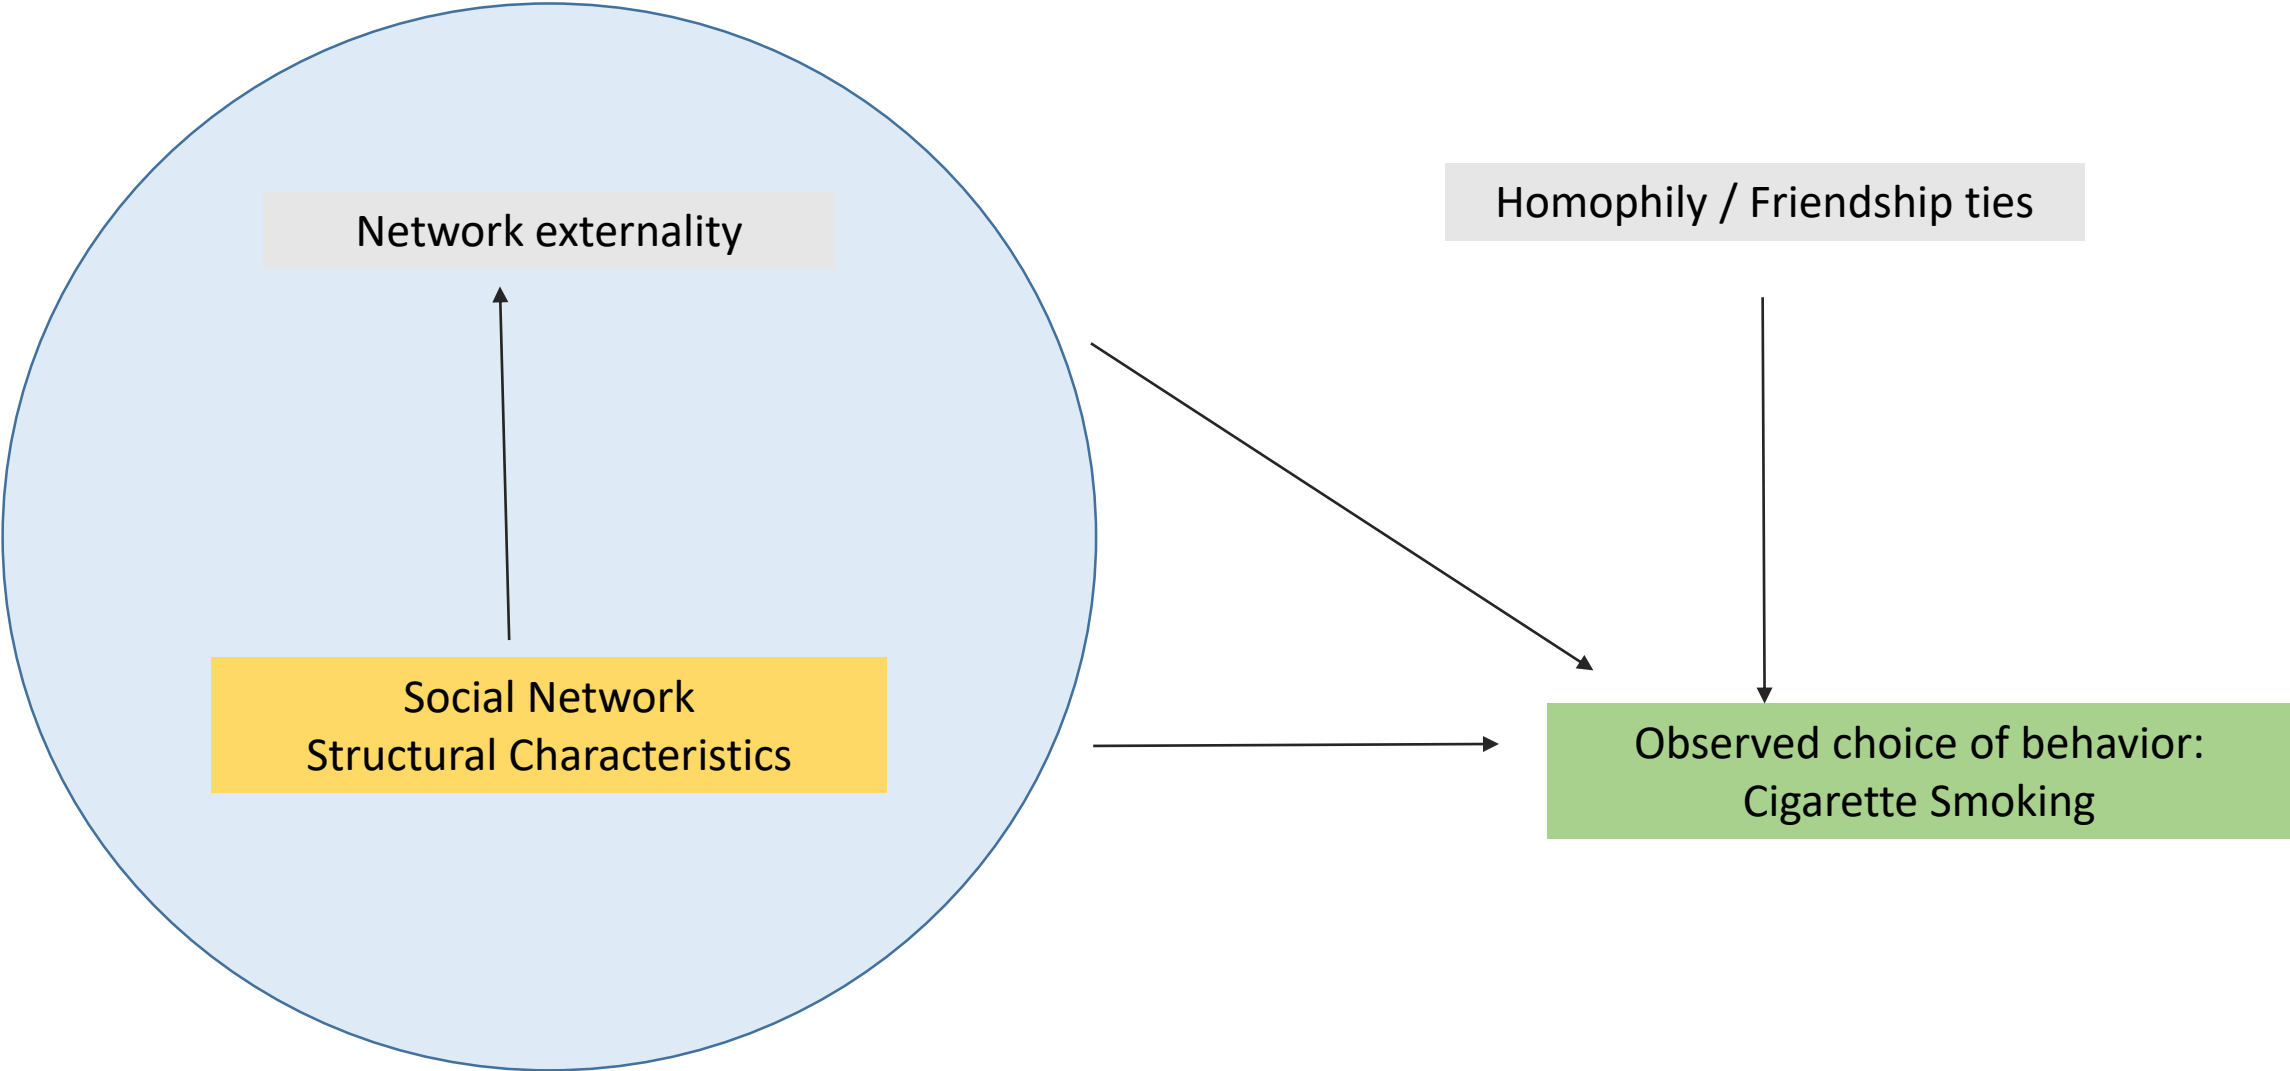 Network externality
Homophily / Friendship ties
Social Network
Structural Characteristics
Observed choice of behavior:
Cigarette Smoking